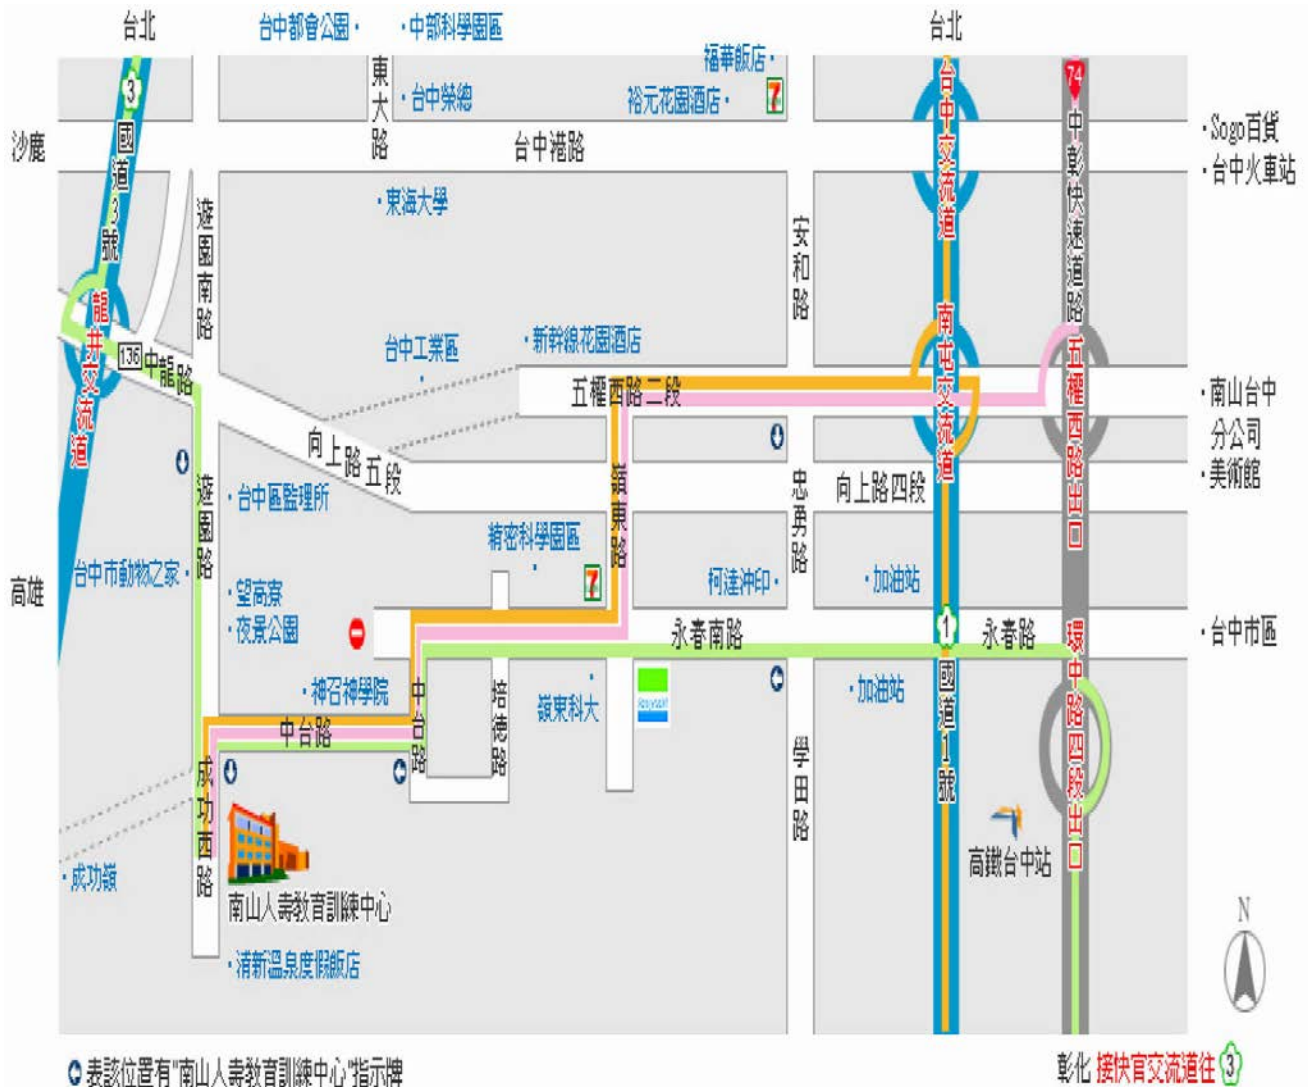 台北
台中都會公園
中部科學園區
台北
福華飯店
裕元花園酒店
7
東大路
台中榮總
74
3
國道3號
沙鹿
台中港路
Sogo百貨
台中火車站
台中交流道
中彰快速道路
東海大學
遊園南路
安和路
龍井交流道
136
中龍路
台中工業區
新幹線花園酒店
南屯交流道
五權西路出口
五權西路二段
南山台中
分公司
美術館
向上路五段
向上路四段
遊園路
台中區監理所
嶺東路
忠勇路
精密科學園區
7
台中市動物之家
望高寮
夜景公園
柯達沖印
加油站
高雄
永春南路
1
永春路
台中市區
神召神學院
中台路
中台路
培德路
嶺東科大
加油站
國道1號
環中路四段出口
學田路
成功西路
成功嶺
高鐵台中站
南山人壽教育訓練中心
清新溫泉度假飯店
N
表該位置有"南山人壽教育訓練中心"指示牌
彰化 接快官交流道往 3